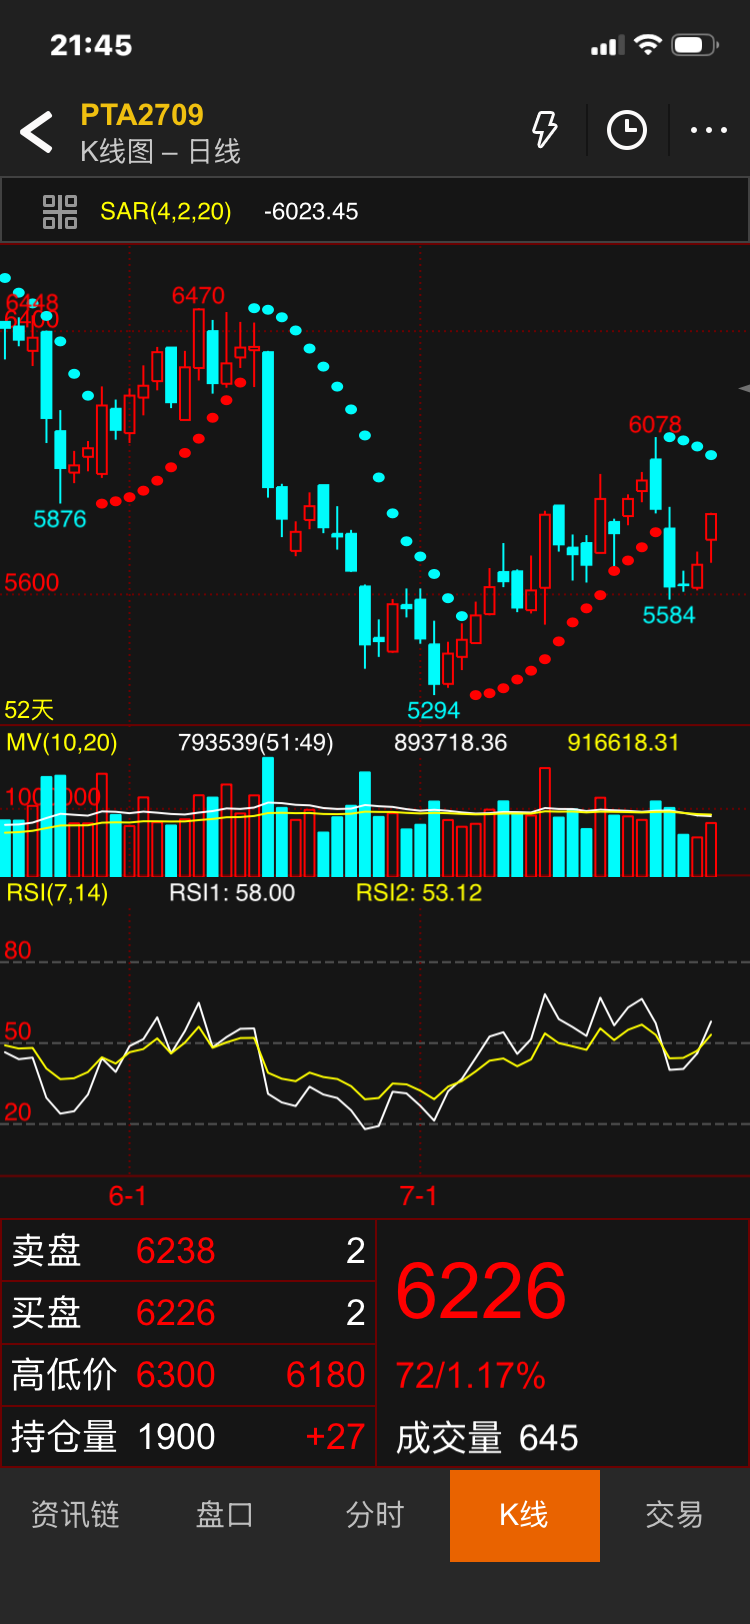 21:45
PTA2709
K线图 – 日线
SAR(4,2,20) -6023.45
6448
6400
6470
6078
5876
5600
5584
5294
52天
MV(10,20) 793539(51:49) 893718.36 916618.31
RSI(7,14) RSI1: 58.00 RSI2: 53.12
80
50
20
6-1 7-1
卖盘 6238 2
买盘 6226 2
高低价 6300 6180
持仓量 1900 +27
6226
72/1.17%
成交量 645
资讯链 盘口 分时 K线 交易